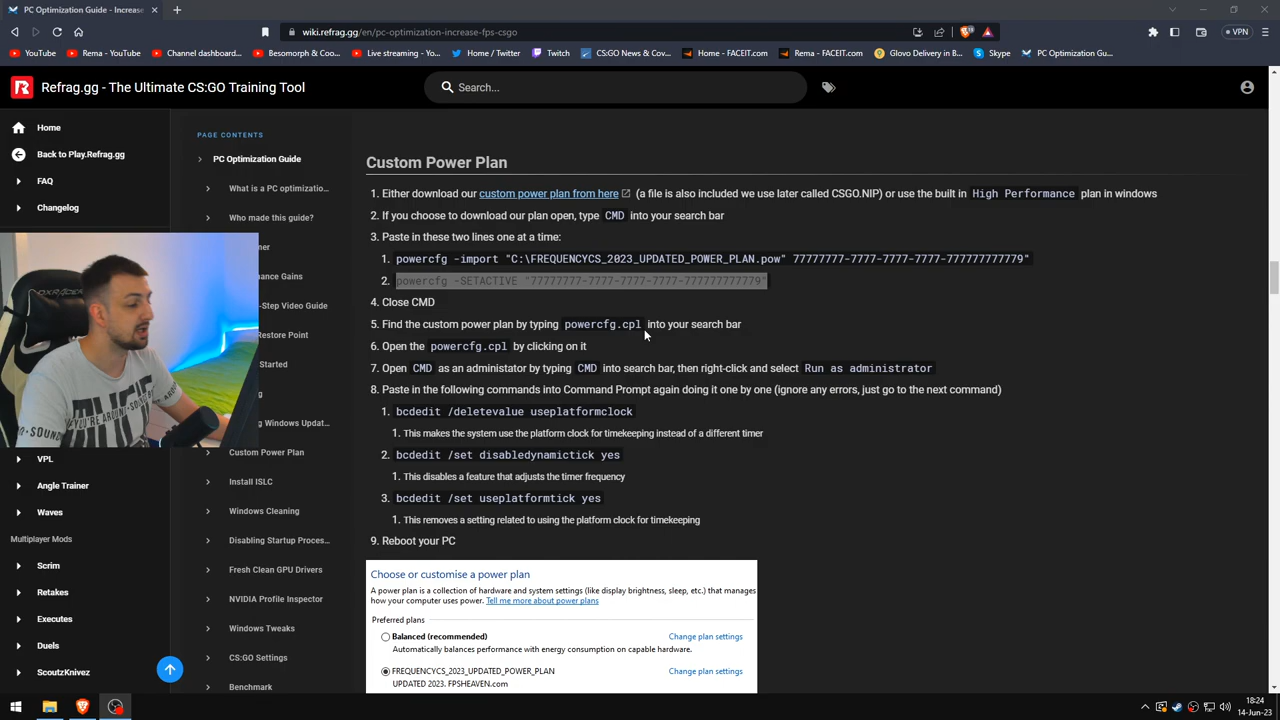 PC Optimization Guide - Increase
wiki.refrag.gg/en/pc-optimization-increase-fps-csgo
VPN
YouTube
Rema - YouTube
Channel dashboard...
Besomorph & Coop...
Home / Twitter
Twitch
CS:GO News & Cov...
Home - FACEIT.com
Rema - FACEIT.com
Glovo Delivery in B...
Skype
PC Optimization Gu...
Refrag.gg - The Ultimate CS:GO Training Tool
Search...
Home
Back to Play.Refrag.gg
FAQ
Changelog
VPL
Angle Trainer
Waves
Multiplayer Mods
Scrim
Retakes
Executes
Duels
ScoutzKnivez
PAGE CONTENTS
PC Optimization Guide
What is a PC optimizatio...
Who made this guide?
mer
nance Gains
-Step Video Guide
Restore Point
Started
g
ng Windows Updat...
Custom Power Plan
Install ISLC
Windows Cleaning
Disabling Startup Proces...
Fresh Clean GPU Drivers
NVIDIA Profile Inspector
Windows Tweaks
CS:GO Settings
Benchmark
Custom Power Plan
1. Either download our custom power plan from here (a file is also included we use later called CSGO.NIP) or use the built in High Performance plan in windows
2. If you choose to download our plan open, type CMD into your search bar
3. Paste in these two lines one at a time:
1. powercfg -import "C:\FREQUENCYCS_2023_UPDATED_POWER_PLAN.pow" 77777777-7777-7777-7777-777777777779"
2. powercfg -SETACTIVE "77777777-7777-7777-7777-777777777779"
4. Close CMD
5. Find the custom power plan by typing powercfg.cpl into your search bar
6. Open the powercfg.cpl by clicking on it
7. Open CMD as an administator by typing CMD into search bar, then right-click and select Run as administrator
8. Paste in the following commands into Command Prompt again doing it one by one (ignore any errors, just go to the next command)
1. bcdedit /deletevalue useplatformclock
1. This makes the system use the platform clock for timekeeping instead of a different timer
2. bcdedit /set disabledynamictick yes
1. This disables a feature that adjusts the timer frequency
3. bcdedit /set useplatformtick yes
1. This removes a setting related to using the platform clock for timekeeping
9. Reboot your PC
Choose or customise a power plan
A power plan is a collection of hardware and system settings (like display brightness, sleep, etc.) that manages
how your computer uses power. Tell me more about power plans
Preferred plans
Balanced (recommended)
Change plan settings
Automatically balances performance with energy consumption on capable hardware.
FREQUENCYCS_2023_UPDATED_POWER_PLAN
Change plan settings
UPDATED 2023. FPSHEAVEN.com
18:24
14-Jun-23